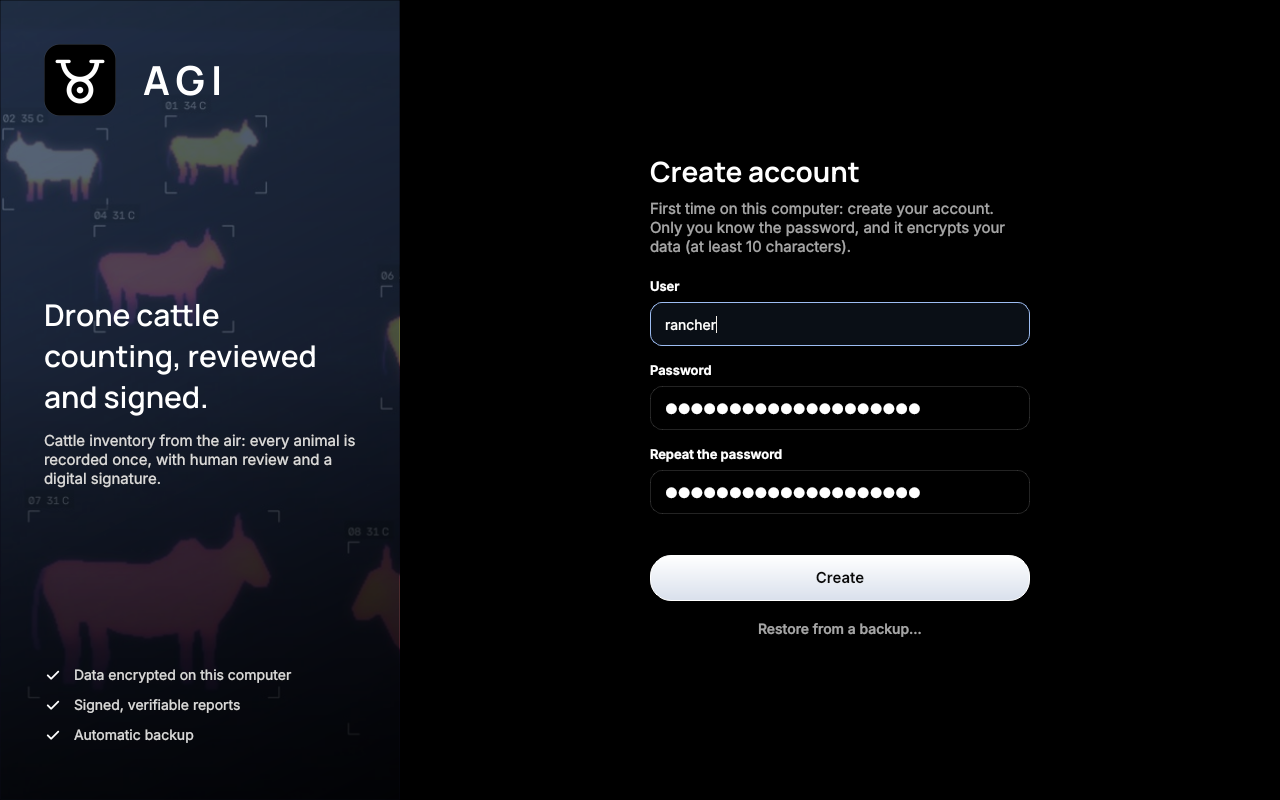 AGI
01 34 C
02 35 C
04 31 C
06
Drone cattle
counting, reviewed
and signed.
Cattle inventory from the air: every animal is
recorded once, with human review and a
digital signature.
07 31 C
08 31 C
Data encrypted on this computer
Signed, verifiable reports
Automatic backup
Create account
First time on this computer: create your account.
Only you know the password, and it encrypts your
data (at least 10 characters).
User
rancher
Password
●●●●●●●●●●●●●●●●●●●●
Repeat the password
●●●●●●●●●●●●●●●●●●●●
Create
Restore from a backup...